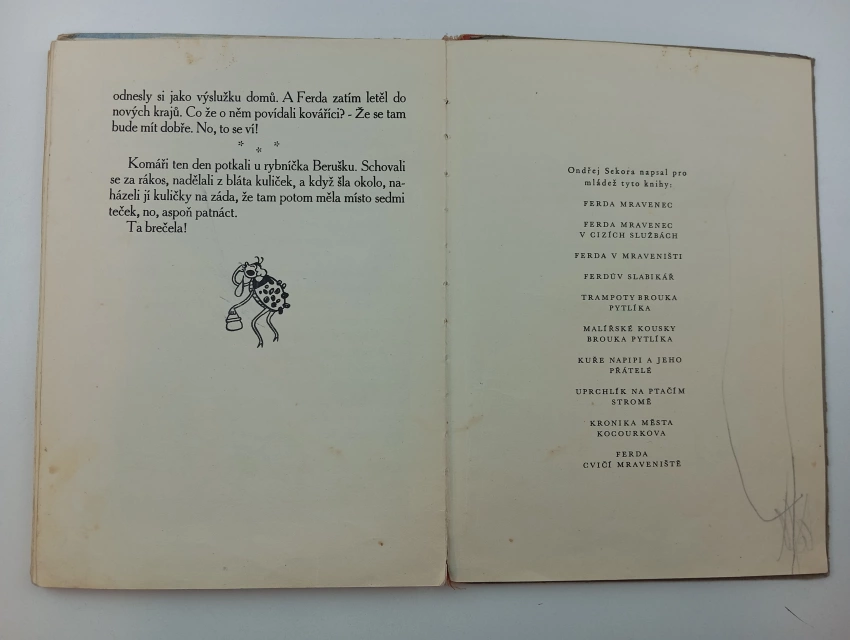 odnesly si jako výslužku domů. A Ferda zatím letěl do
nových krajů. Co že o něm povídali kováříci? - Že se tam
bude mít dobře. No, to se ví!
* * *
Komáři ten den potkali u rybníčka Berušku. Schovali
se za rákos, nadělali z bláta kuliček, a když šla okolo, na-
házeli jí kuličky na záda, že tam potom měla místo sedmi
teček, no, aspoň patnáct.
Ta brečela!
Ondřej Sekora napsal pro
mládež tyto knihy:
FERDA MRAVENEC
FERDA MRAVENEC
V CIZÍCH SLUŽBÁCH
FERDA V MRAVENIŠTI
FERDŮV SLABIKÁŘ
TRAMPOTY BROUKA
PYTLÍKA
MALÍŘSKÉ KOUSKY
BROUKA PYTLÍKA
KUŘE NAPIPI A JEHO
PŘÁTELÉ
UPRCHLÍK NA PTAČÍM
STROMĚ
KRONIKA MĚSTA
KOCOURKOVA
FERDA
CVIČÍ MRAVENIŠTĚ